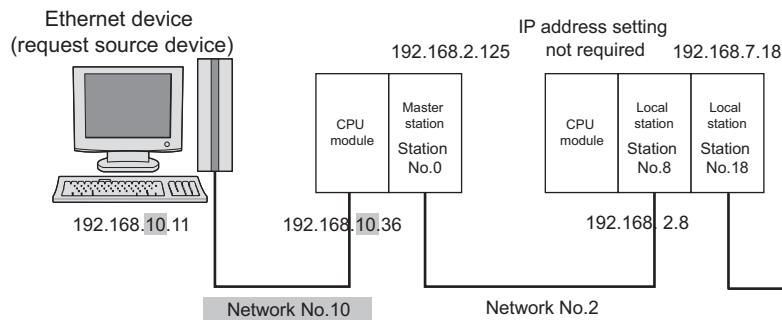 Ethernet device
(request source device)
IP address setting
not required
192.168.2.125
192.168.7.18
CPU
module
Master
station
Station
No.0
CPU
module
Local
station
Station
No.8
Local
station
Station
No.18
192.168.10.11
192.168.10.36
192.168. 2.8
Network No.10
Network No.2